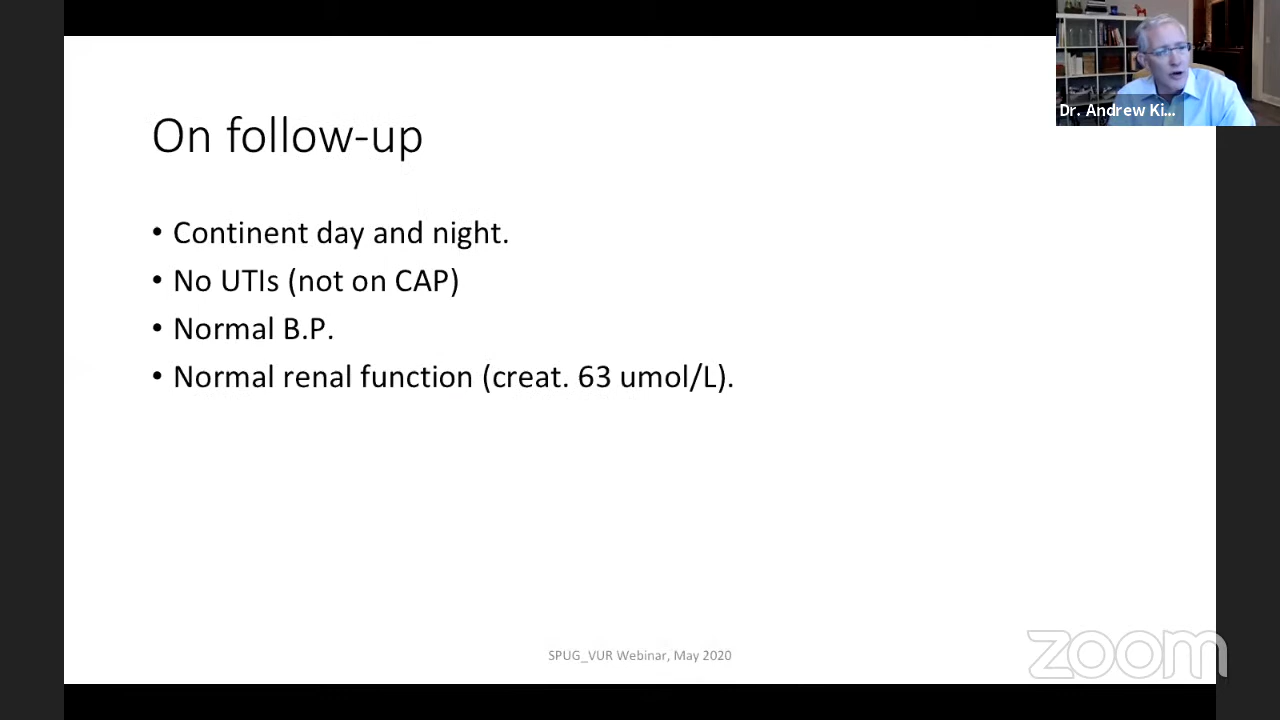 Dr. Andrew Ki...
On follow-up
• Continent day and night.
• No UTIs (not on CAP)
• Normal B.P.
• Normal renal function (creat. 63 umol/L).
SPUG_VUR Webinar, May 2020
zoom